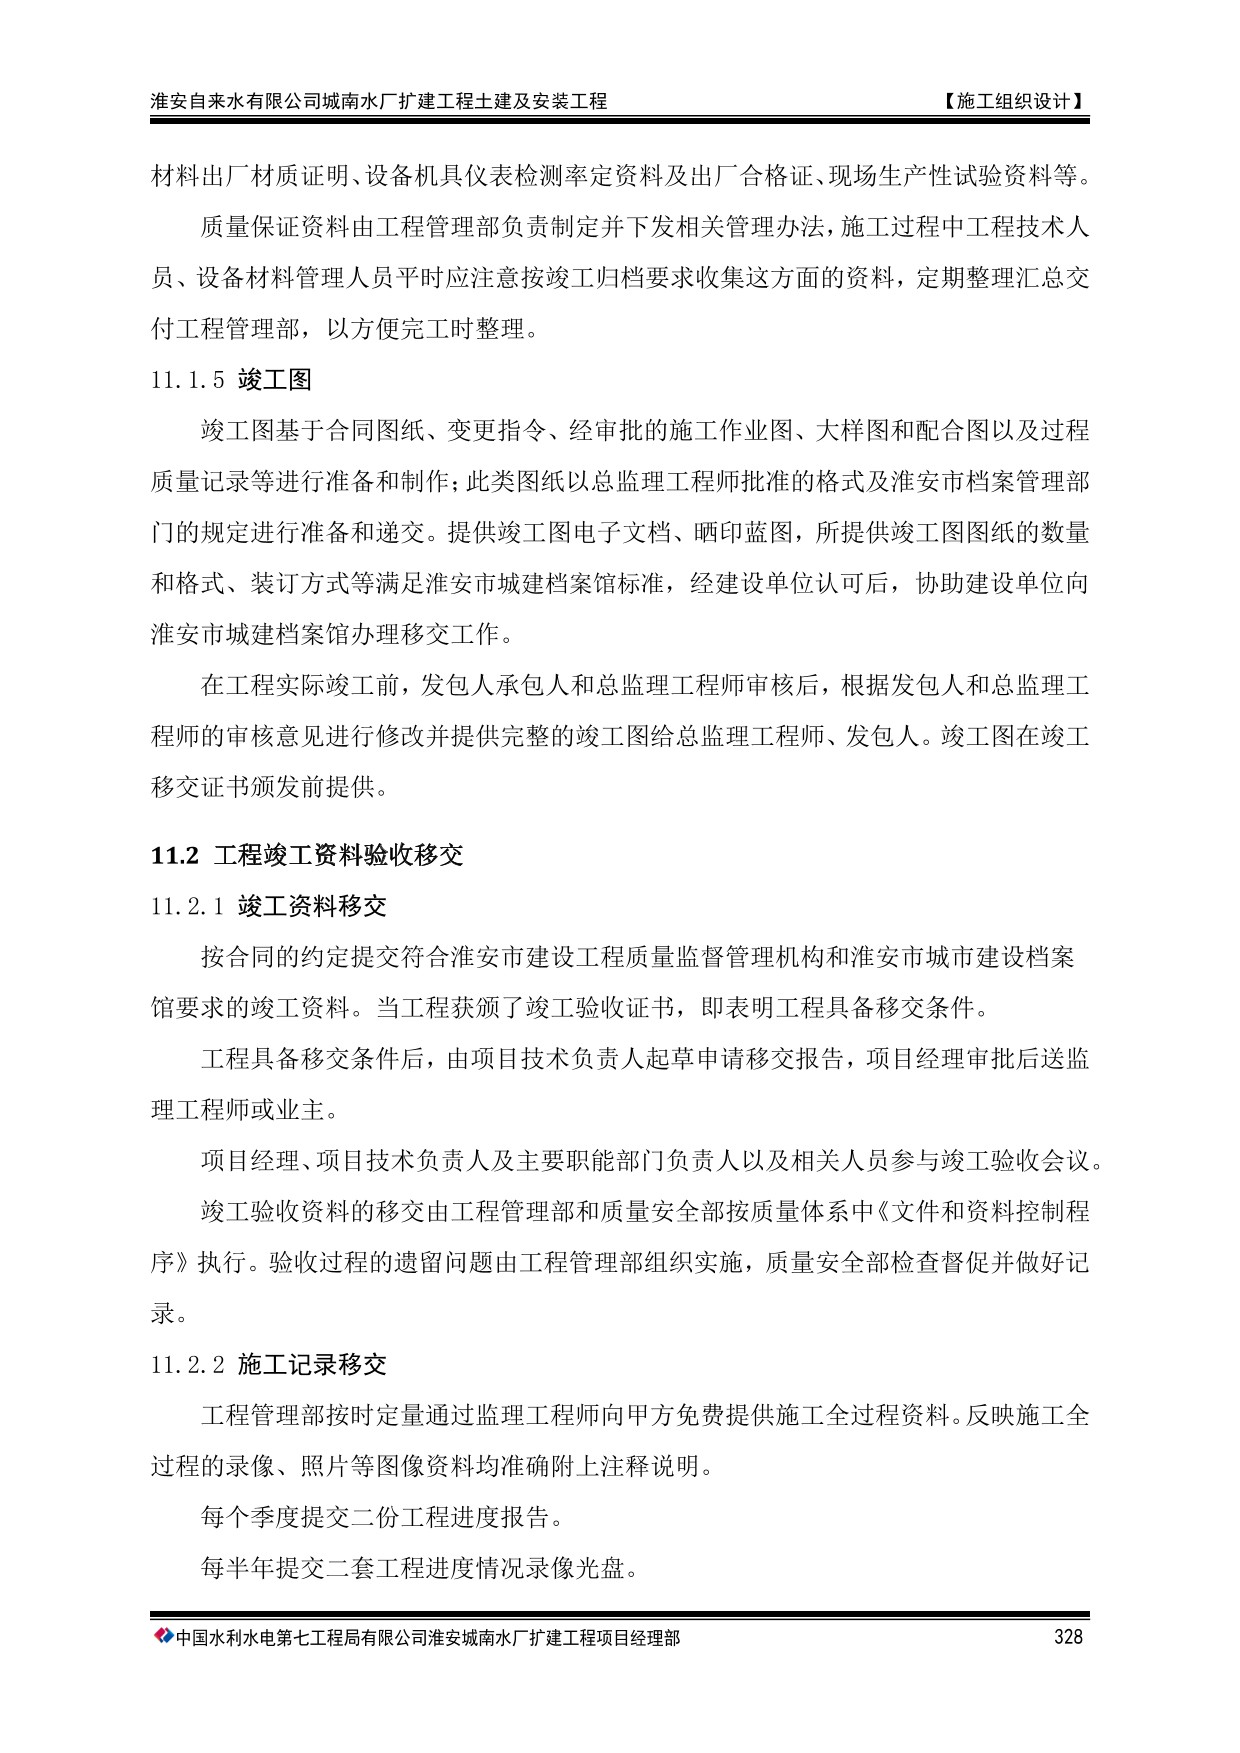 淮安自来水有限公司城南水厂扩建工程土建及安装工程 【施工组织设计】
材料出厂材质证明、设备机具仪表检测率定资料及出厂合格证、现场生产性试验资料等。
质量保证资料由工程管理部负责制定并下发相关管理办法，施工过程中工程技术人
员、设备材料管理人员平时应注意按竣工归档要求收集这方面的资料，定期整理汇总交
付工程管理部，以方便完工时整理。
11.1.5 竣工图
竣工图基于合同图纸、变更指令、经审批的施工作业图、大样图和配合图以及过程
质量记录等进行准备和制作；此类图纸以总监理工程师批准的格式及淮安市档案管理部
门的规定进行准备和递交。提供竣工图电子文档、晒印蓝图，所提供竣工图图纸的数量
和格式、装订方式等满足淮安市城建档案馆标准，经建设单位认可后，协助建设单位向
淮安市城建档案馆办理移交工作。
在工程实际竣工前，发包人承包人和总监理工程师审核后，根据发包人和总监理工
程师的审核意见进行修改并提供完整的竣工图给总监理工程师、发包人。竣工图在竣工
移交证书颁发前提供。
11.2 工程竣工资料验收移交
11.2.1 竣工资料移交
按合同的约定提交符合淮安市建设工程质量监督管理机构和淮安市城市建设档案
馆要求的竣工资料。当工程获颁了竣工验收证书，即表明工程具备移交条件。
工程具备移交条件后，由项目技术负责人起草申请移交报告，项目经理审批后送监
理工程师或业主。
项目经理、项目技术负责人及主要职能部门负责人以及相关人员参与竣工验收会议。
竣工验收资料的移交由工程管理部和质量安全部按质量体系中《文件和资料控制程
序》执行。验收过程的遗留问题由工程管理部组织实施，质量安全部检查督促并做好记
录。
11.2.2 施工记录移交
工程管理部按时定量通过监理工程师向甲方免费提供施工全过程资料。反映施工全
过程的录像、照片等图像资料均准确附上注释说明。
每个季度提交二份工程进度报告。
每半年提交二套工程进度情况录像光盘。
中国水利水电第七工程局有限公司淮安城南水厂扩建工程项目经理部 328